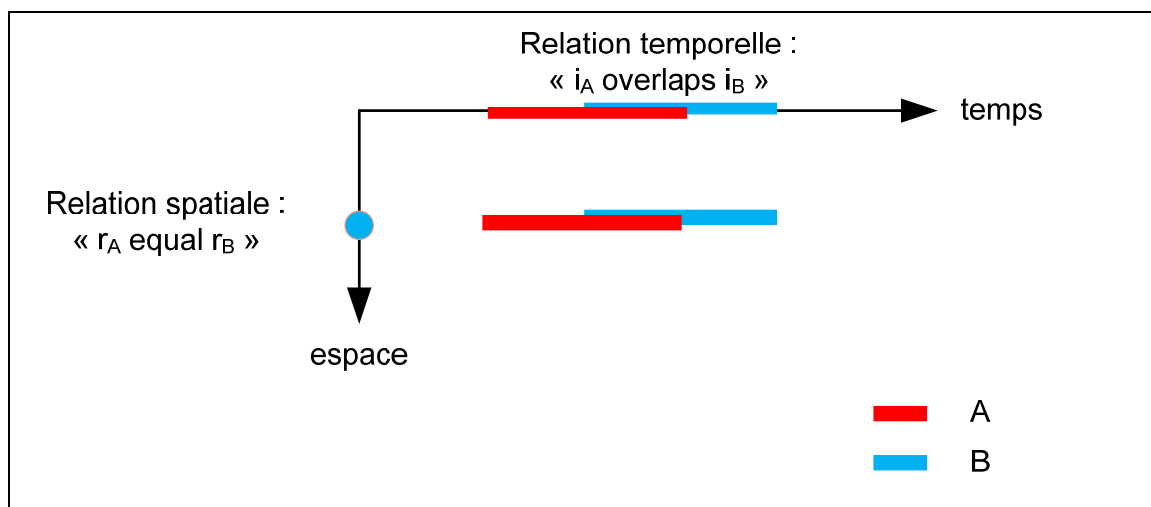 Relation temporelle :
« iA overlaps iB »
temps
Relation spatiale :
« rA equal rB »
espace
A
B